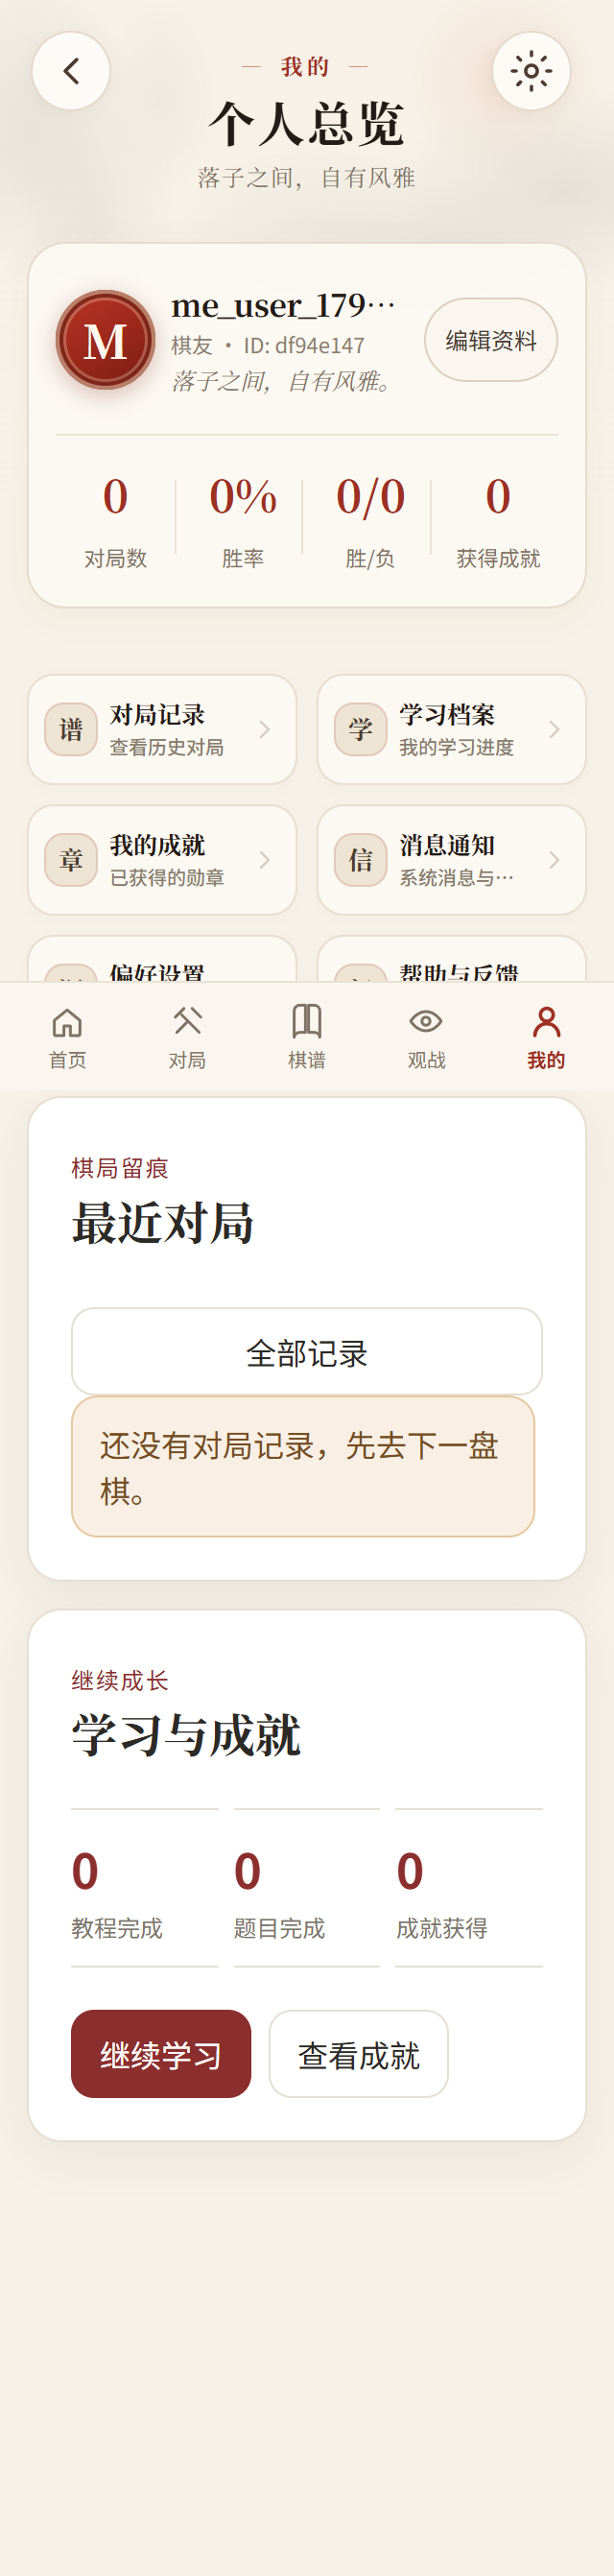 我的
个人总览
落子之间，自有风雅
M
me_user_179…
棋友 · ID: df94e147
落子之间，自有风雅。
编辑资料
0
0%
0/0
0
对局数
胜率
胜/负
获得成就
谱
对局记录
查看历史对局
学
学习档案
我的学习进度
章
我的成就
已获得的勋章
信
消息通知
系统消息与…
偏好设置
帮助与反馈
首页
对局
棋谱
观战
我的
棋局留痕
最近对局
全部记录
还没有对局记录，先去下一盘
棋。
继续成长
学习与成就
0
0
0
教程完成
题目完成
成就获得
继续学习
查看成就